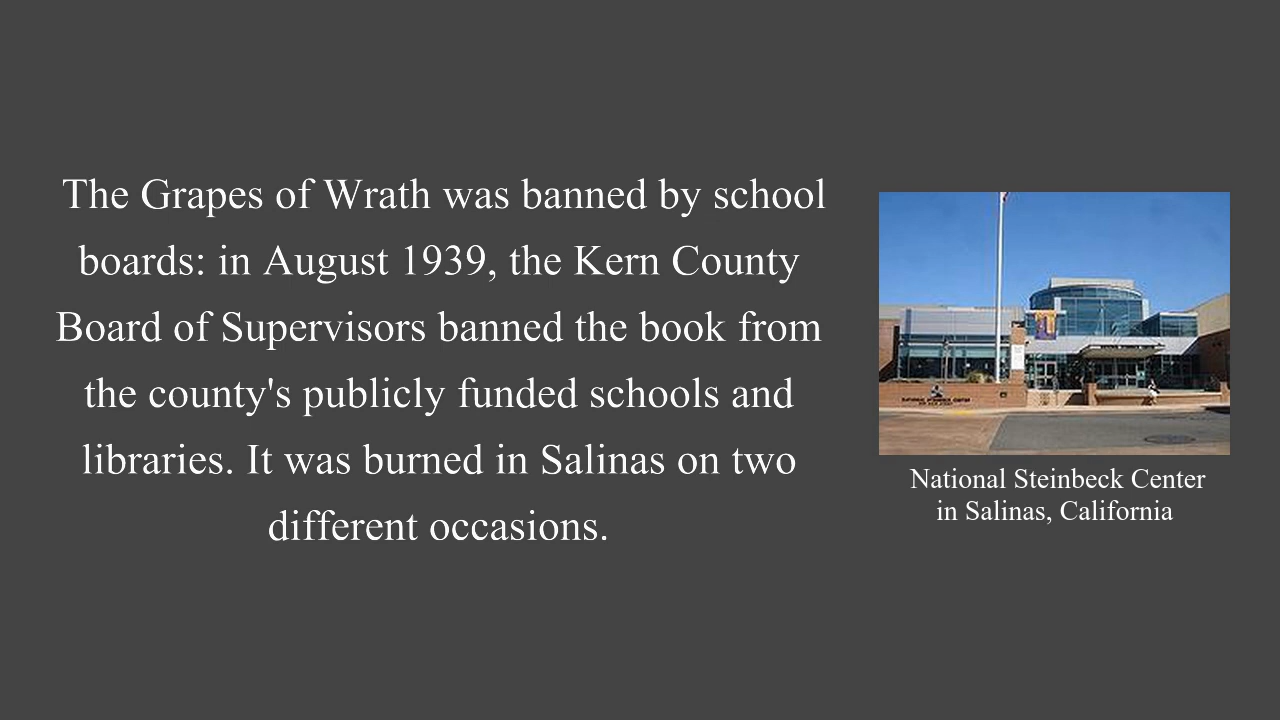 The Grapes of Wrath was banned by school
boards: in August 1939, the Kern County
Board of Supervisors banned the book from
the county's publicly funded schools and
libraries. It was burned in Salinas on two
different occasions.
National Steinbeck Center
in Salinas, California